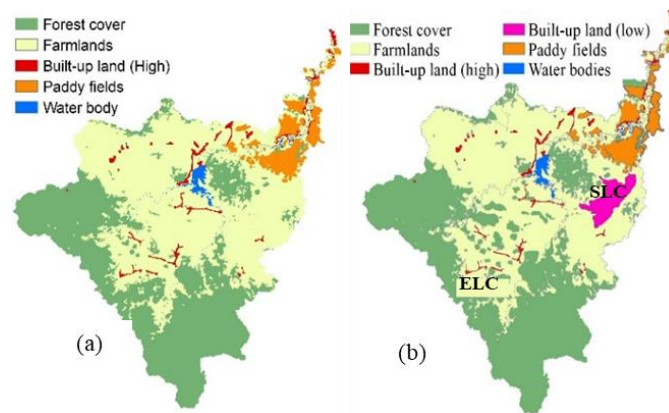 Forest cover
Farmlands
Built-up land (High)
Paddy fields
Water body
(a)
Forest cover
Built-up land (low)
Farmlands
Paddy fields
Built-up land (high)
Water bodies
SLC
ELC
(b)